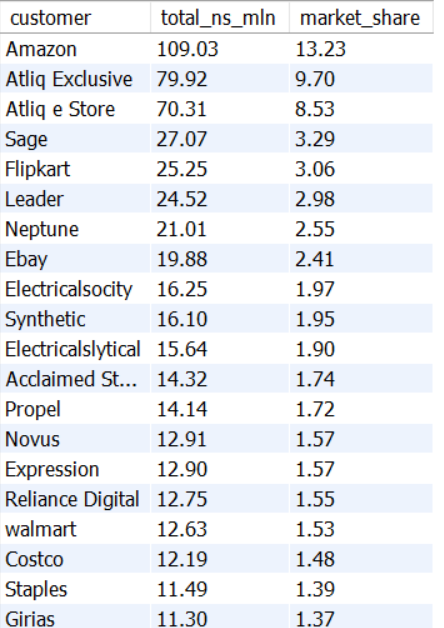 customer total_ns_mln market_share
Amazon 109.03 13.23
Atliq Exclusive 79.92 9.70
Atliq e Store 70.31 8.53
Sage 27.07 3.29
Flipkart 25.25 3.06
Leader 24.52 2.98
Neptune 21.01 2.55
Ebay 19.88 2.41
Electricalsocity 16.25 1.97
Synthetic 16.10 1.95
Electricalslytical 15.64 1.90
Acclaimed St... 14.32 1.74
Propel 14.14 1.72
Novus 12.91 1.57
Expression 12.90 1.57
Reliance Digital 12.75 1.55
walmart 12.63 1.53
Costco 12.19 1.48
Staples 11.49 1.39
Girias 11.30 1.37